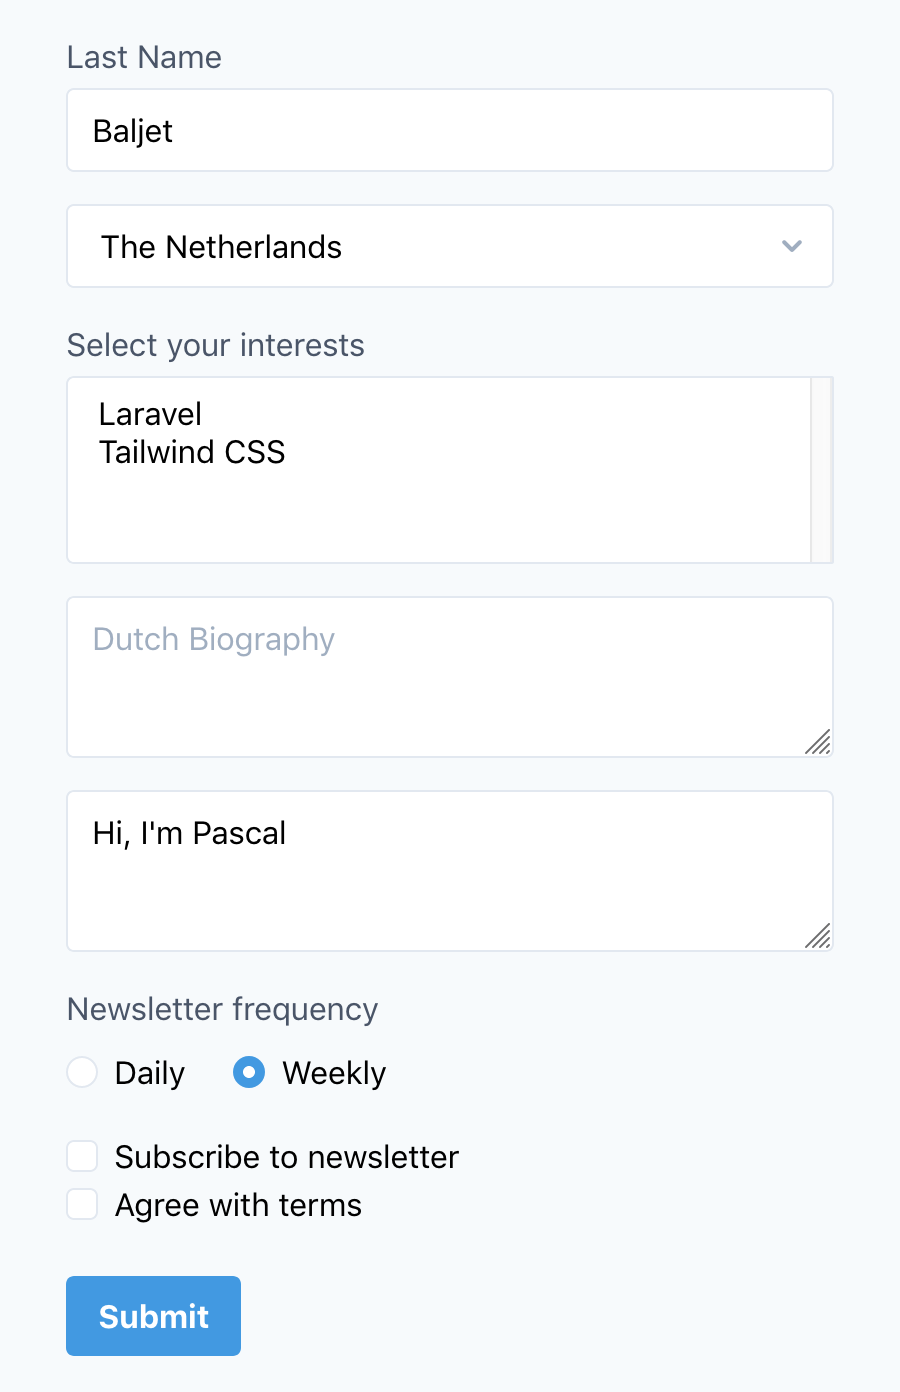 Last Name
Baljet
The Netherlands
Select your interests
Laravel
Tailwind CSS
Dutch Biography
Hi, I'm Pascal
Newsletter frequency
Daily Weekly
Subscribe to newsletter
Agree with terms
Submit